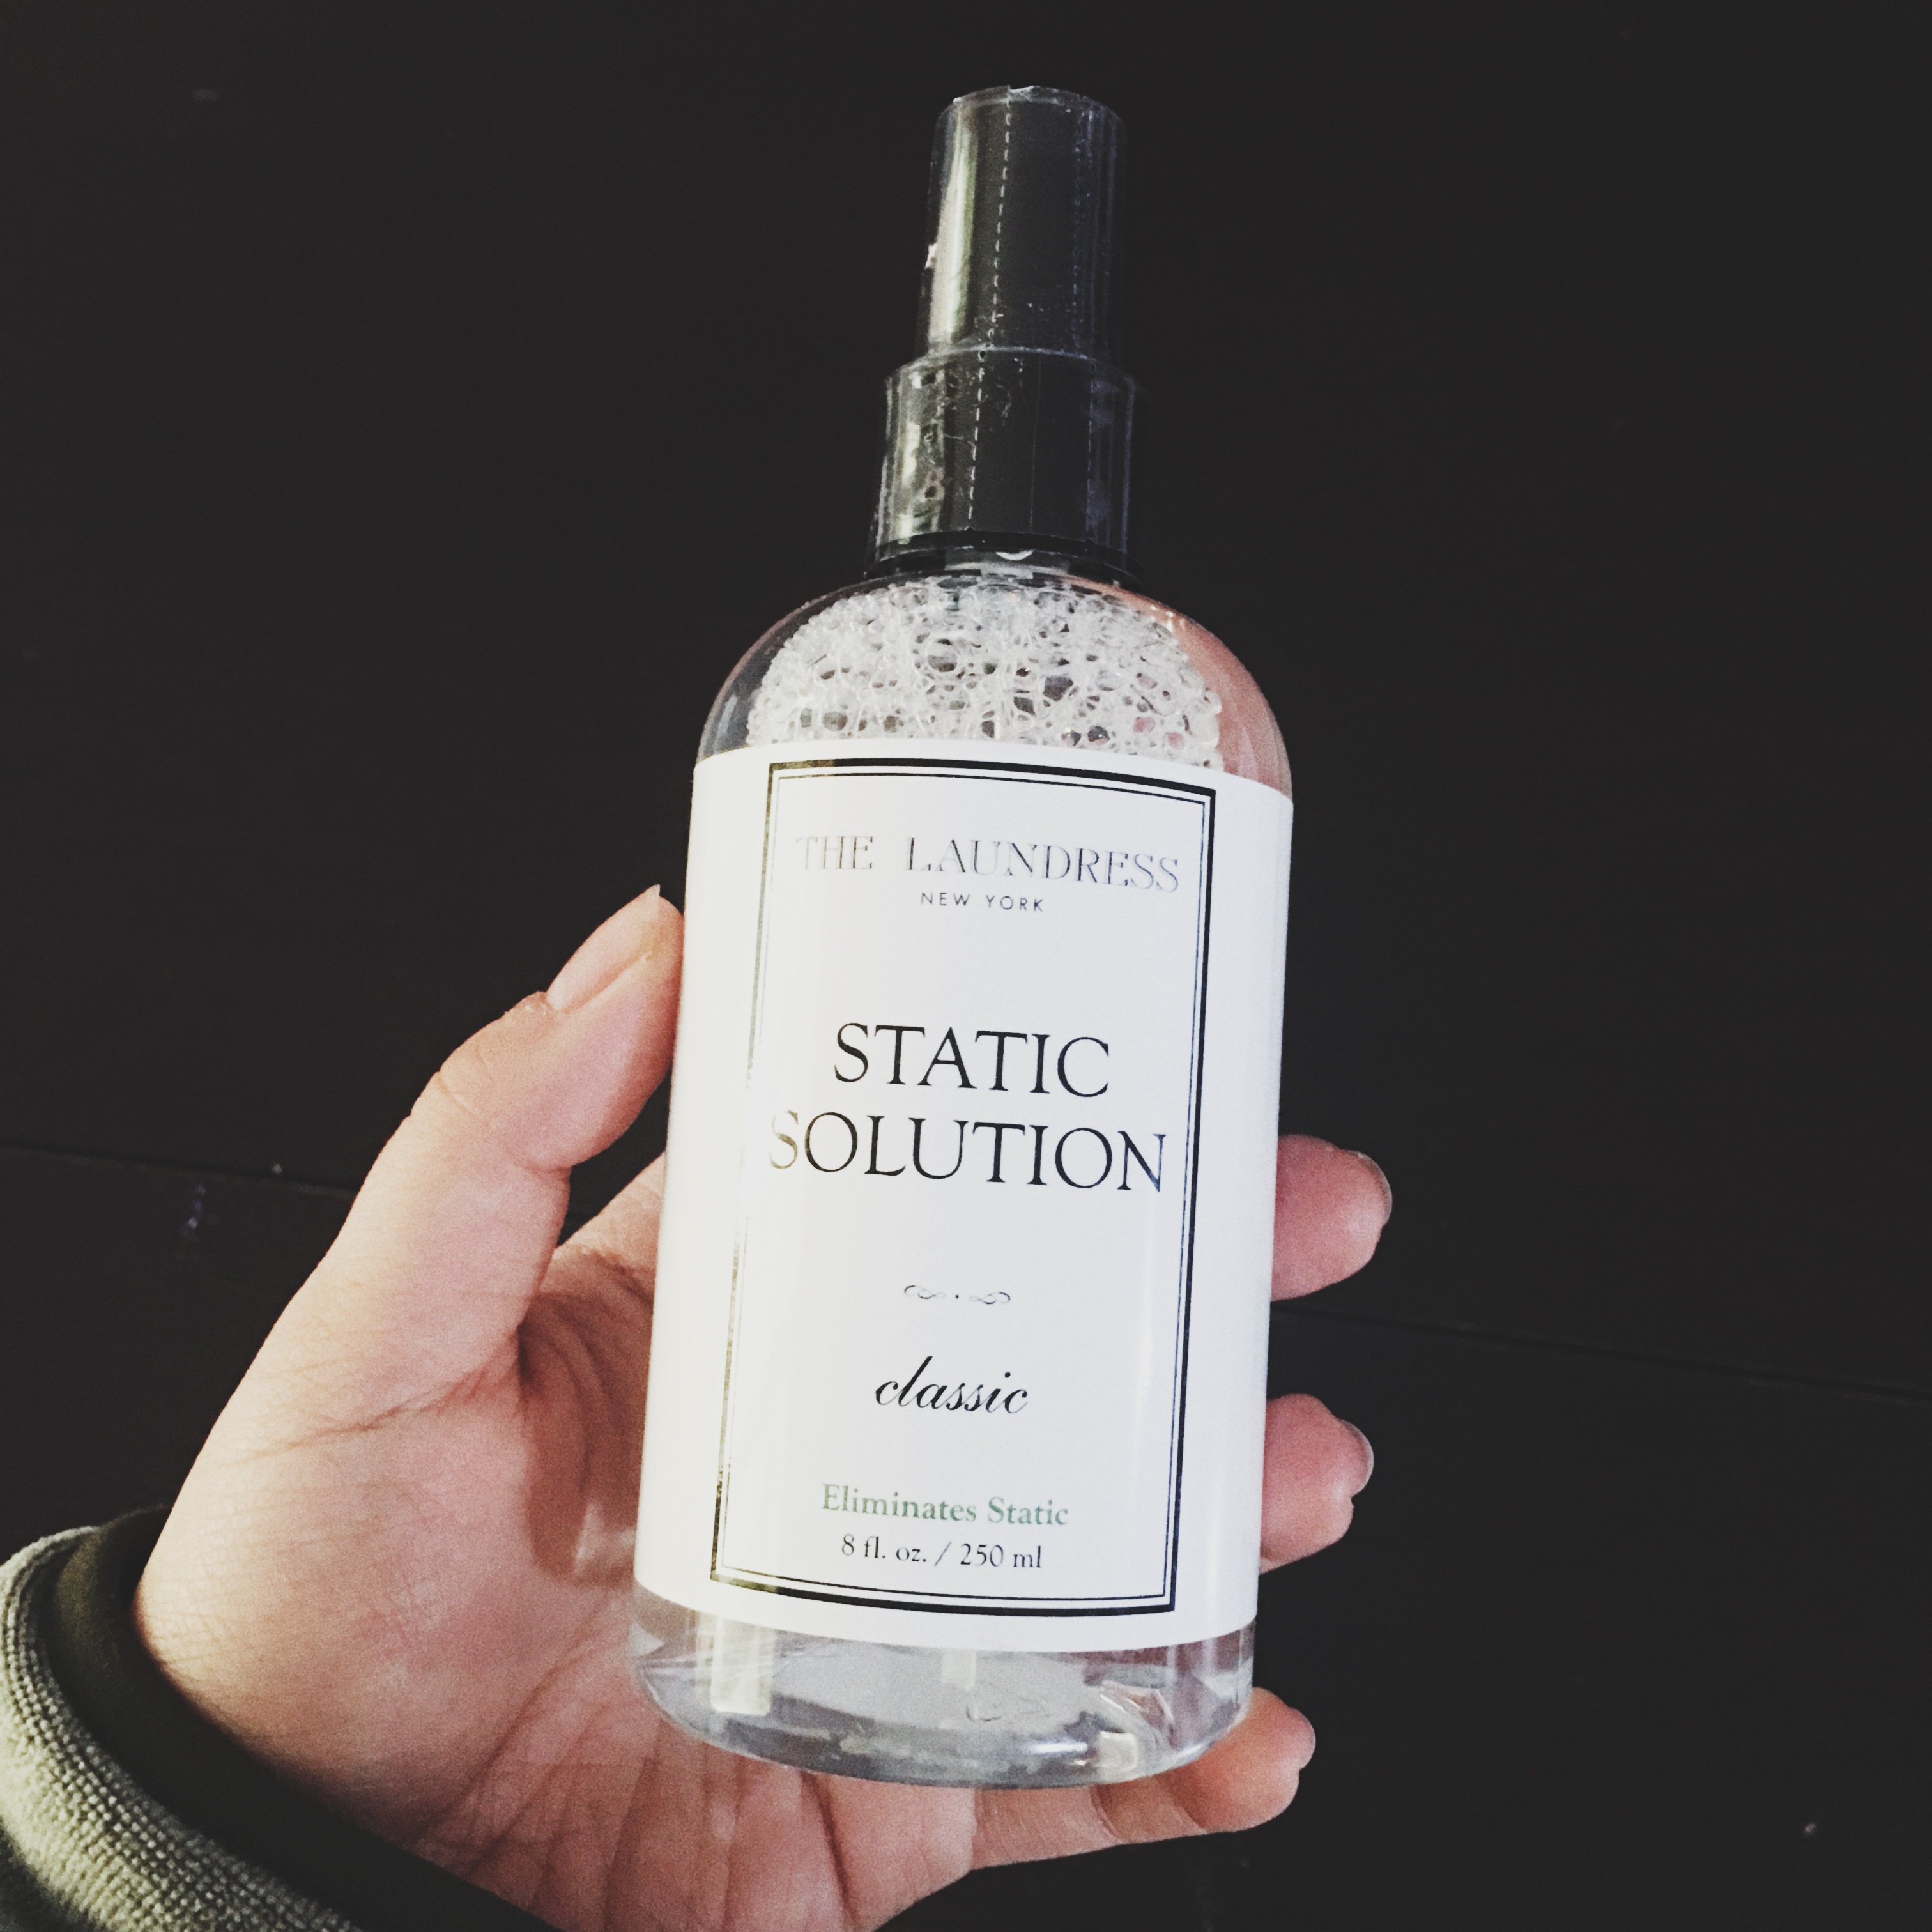 THE LAUNDRESS
NEW YORK
STATIC
SOLUTION
classic
Eliminates Static
8 fl. oz. / 250 ml